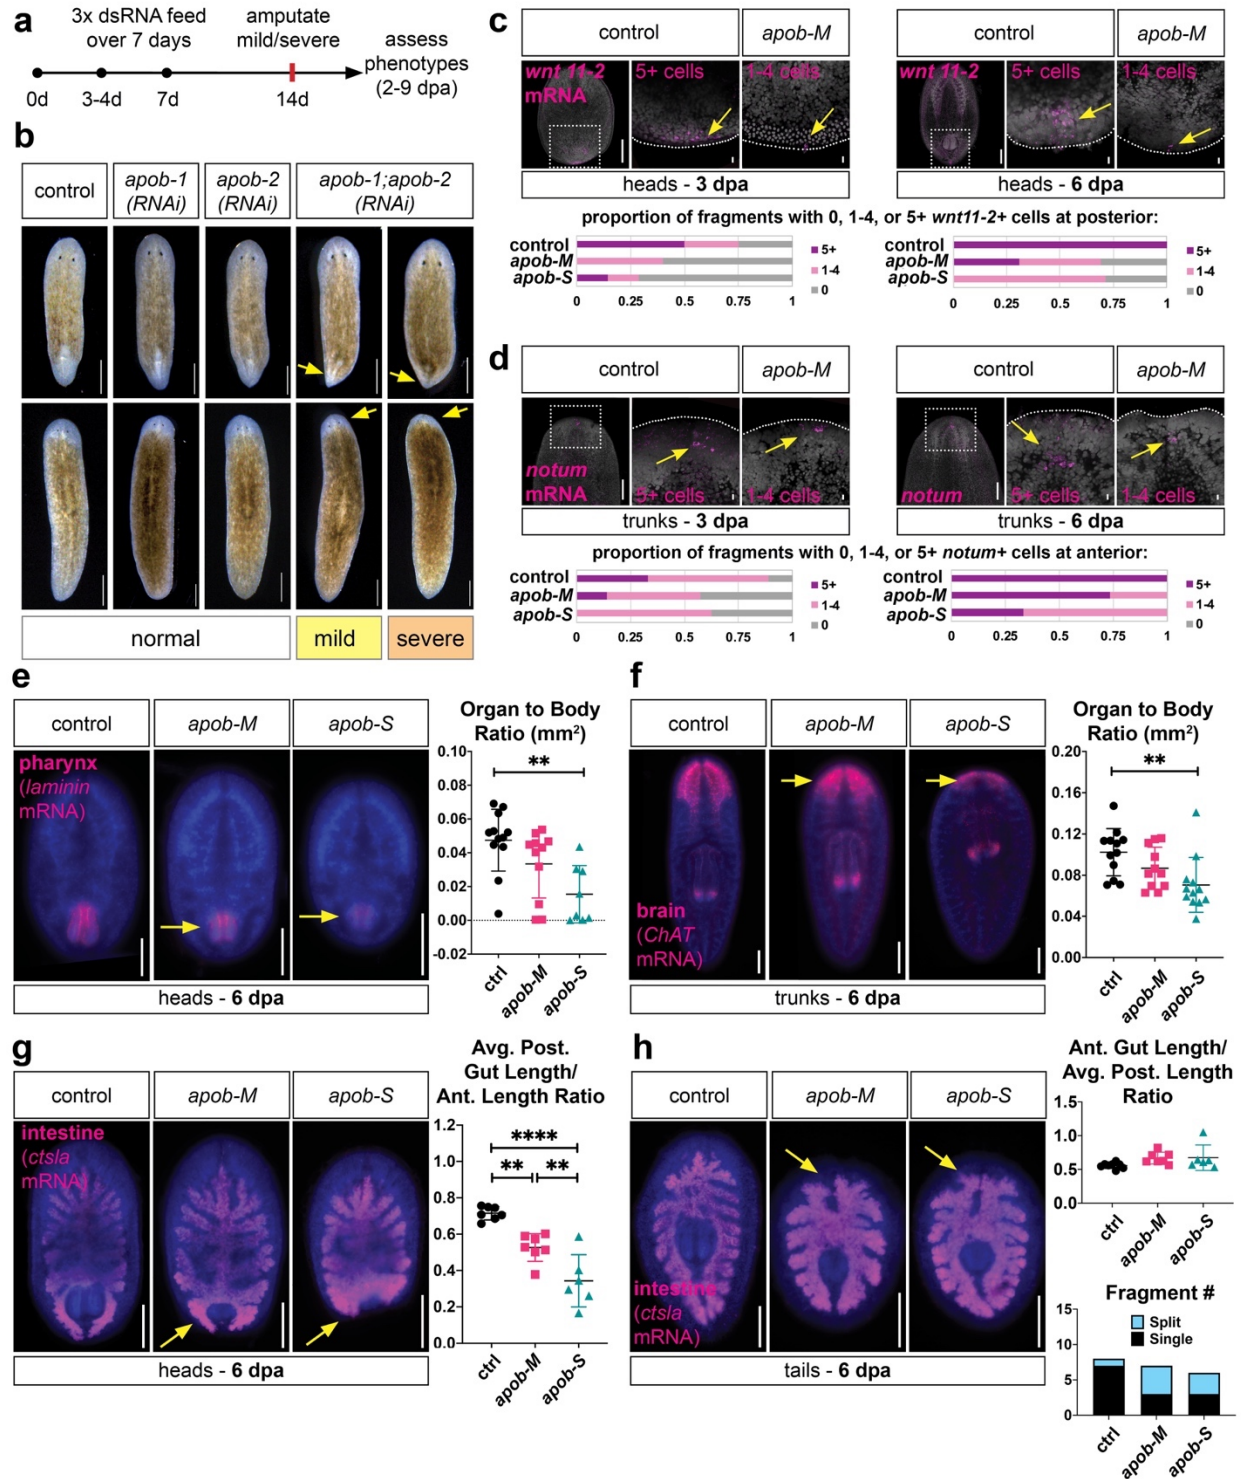 a
3x dsRNA feed
over 7 days
amputate
mild/severe
assess
phenotypes
(2-9 dpa)
0d
3-4d
7d
14d
b
control
apob-1
(RNAi)
apob-2
(RNAi)
apob-1;apob-2
(RNAi)
normal
mild
severe
c
control
apob-M
wnt 11-2
mRNA
5+ cells
1-4 cells
heads - 3 dpa
control
apob-M
wnt 11-2
5+ cells
1-4 cells
heads - 6 dpa
proportion of fragments with 0, 1-4, or 5+ wnt11-2+ cells at posterior:
control
apob-M
apob-S
0 0.25 0.5 0.75 1
5+
1-4
0
control
apob-M
apob-S
0 0.25 0.5 0.75 1
5+
1-4
0
d
control
apob-M
notum
mRNA
5+ cells
1-4 cells
trunks - 3 dpa
control
apob-M
notum
5+ cells
1-4 cells
trunks - 6 dpa
proportion of fragments with 0, 1-4, or 5+ notum+ cells at anterior:
control
apob-M
apob-S
0 0.25 0.5 0.75 1
5+
1-4
0
control
apob-M
apob-S
0 0.25 0.5 0.75 1
5+
1-4
0
e
control
apob-M
apob-S
pharynx
(laminin
mRNA)
heads - 6 dpa
Organ to Body
Ratio (mm²)
**
0.10
0.08
0.06
0.04
0.02
0.00
-0.02
ctrl
apob-M
apob-S
f
control
apob-M
apob-S
brain
(ChAT
mRNA)
trunks - 6 dpa
Organ to Body
Ratio (mm²)
**
0.20
0.16
0.12
0.08
0.04
0.00
ctrl
apob-M
apob-S
g
control
apob-M
apob-S
intestine
(ctsla
mRNA)
heads - 6 dpa
Avg. Post.
Gut Length/
Ant. Length Ratio
****
** **
1.2
1.0
0.8
0.6
0.4
0.2
0.0
ctrl
apob-M
apob-S
h
control
apob-M
apob-S
intestine
(ctsla
mRNA)
tails - 6 dpa
Ant. Gut Length/
Avg. Post. Length
Ratio
1.5
1.0
0.5
0.0
ctrl
apob-M
apob-S
Fragment #
Split
Single
15
10
5
0
ctrl
apob-M
apob-S